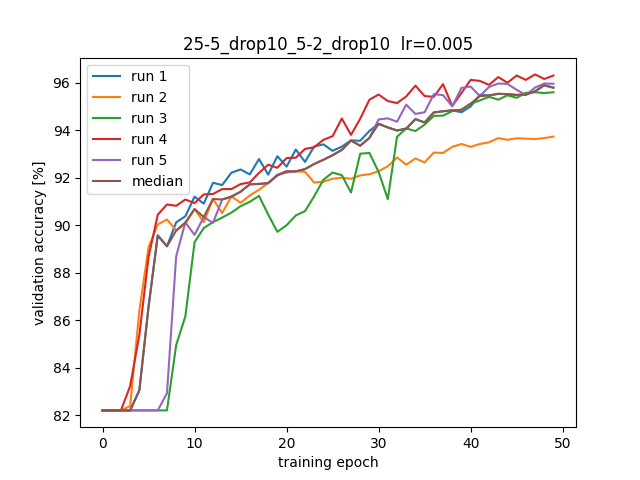 25-5_drop10_5-2_drop10  lr=0.005
validation accuracy [%]
96
94
92
90
88
86
84
82
run 1
run 2
run 3
run 4
run 5
median
0 10 20 30 40 50
training epoch